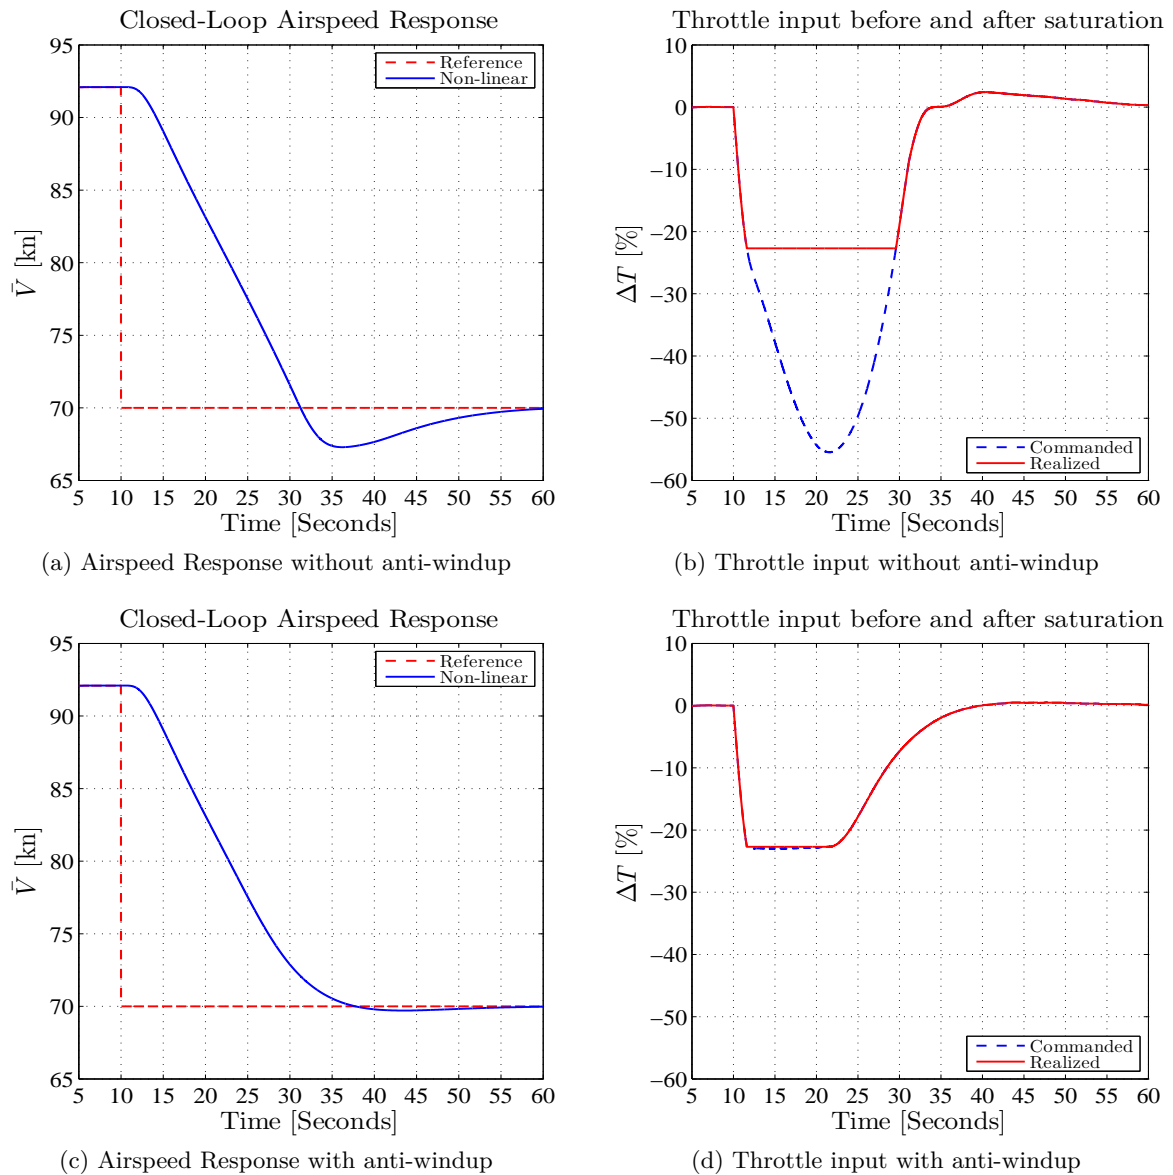 Closed-Loop Airspeed Response
95
90
85
80
75
70
65
V̄ [kn]
Reference
Non-linear
5 10 15 20 25 30 35 40 45 50 55 60
Time [Seconds]
(a) Airspeed Response without anti-windup
Throttle input before and after saturation
10
0
−10
−20
−30
−40
−50
−60
ΔT [%]
Commanded
Realized
5 10 15 20 25 30 35 40 45 50 55 60
Time [Seconds]
(b) Throttle input without anti-windup
Closed-Loop Airspeed Response
95
90
85
80
75
70
65
V̄ [kn]
Reference
Non-linear
5 10 15 20 25 30 35 40 45 50 55 60
Time [Seconds]
(c) Airspeed Response with anti-windup
Throttle input before and after saturation
10
0
−10
−20
−30
−40
−50
−60
ΔT [%]
Commanded
Realized
5 10 15 20 25 30 35 40 45 50 55 60
Time [Seconds]
(d) Throttle input with anti-windup